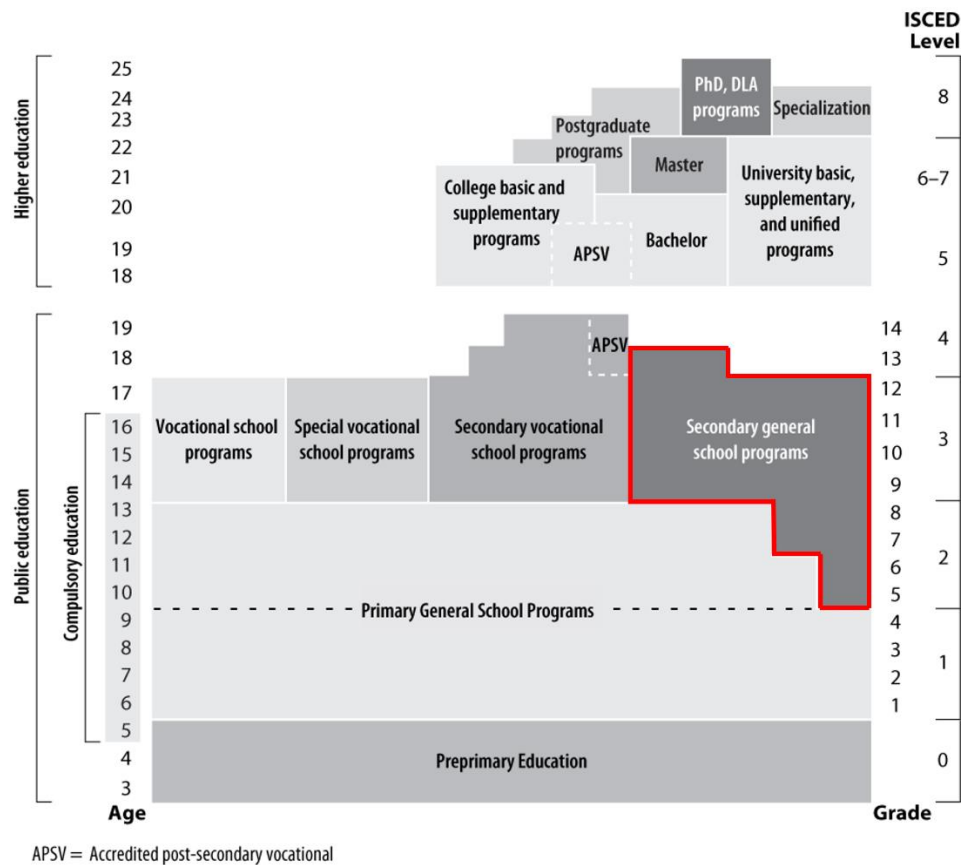 ISCED
Level
Higher education
25
24
23
22
21
20
19
18
PhD, DLA
programs
Specialization
Postgraduate
programs
Master
College basic and
supplementary
programs
University basic,
supplementary,
and unified
programs
Bachelor
APSV
8
6–7
5
Public education
Compulsory education
19
18
17
16
15
14
13
12
11
10
9
8
7
6
5
4
3
Age
APSV
Vocational school
programs
Special vocational
school programs
Secondary vocational
school programs
Secondary general
school programs
Primary General School Programs
Preprimary Education
14
13
12
11
10
9
8
7
6
5
4
3
2
1
Grade
4
3
2
1
0
APSV = Accredited post-secondary vocational